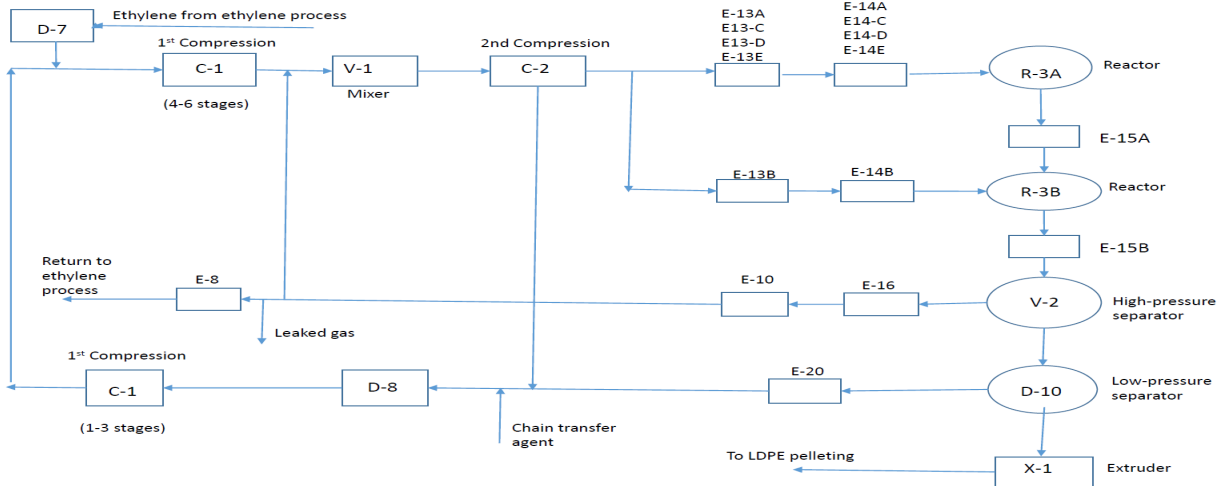 Ethylene from ethylene process
D-7
1st Compression
C-1
(4-6 stages)
V-1
Mixer
2nd Compression
C-2
E-13A
E13-C
E13-D
E-13E
E-14A
E14-C
E14-D
E-14E
R-3A
Reactor
E-15A
E-13B
E-14B
R-3B
Reactor
E-15B
Return to
ethylene
process
E-8
Leaked gas
E-10
E-16
V-2
High-pressure
separator
1st Compression
C-1
(1-3 stages)
D-8
Chain transfer
agent
E-20
D-10
Low-pressure
separator
To LDPE pelleting
X-1
Extruder